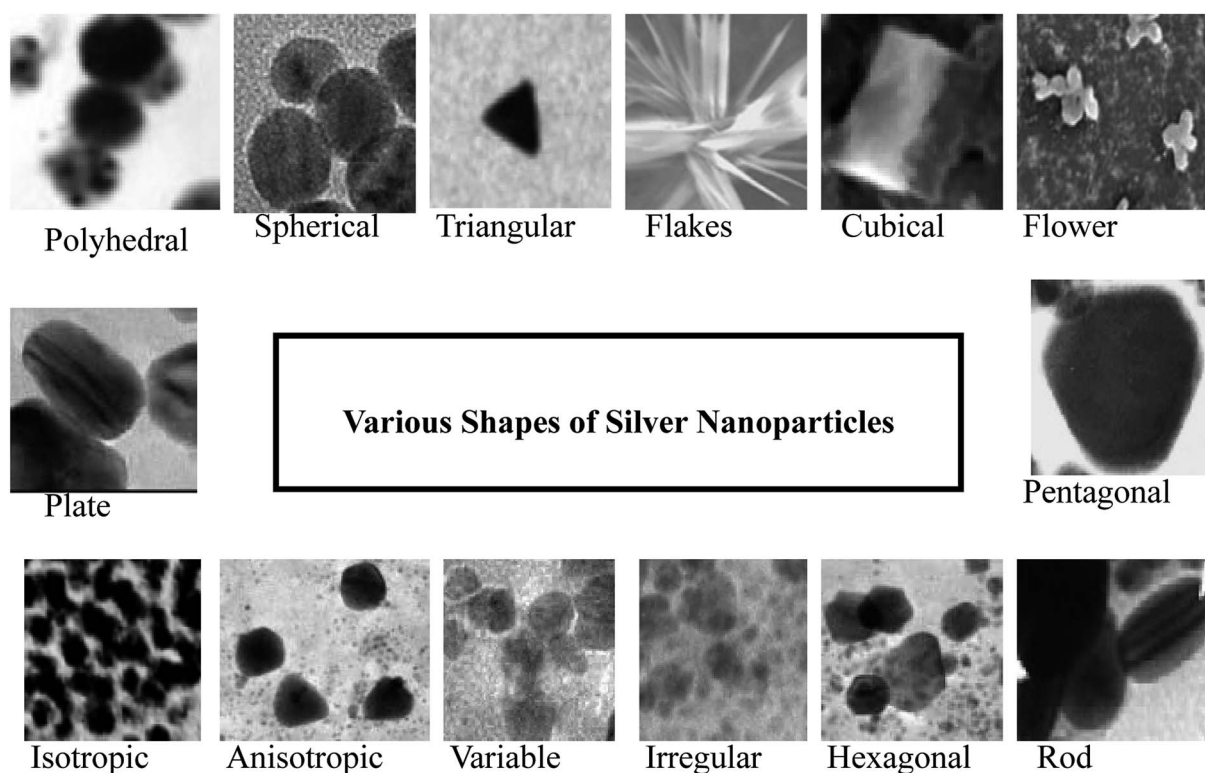 Polyhedral
Spherical
Triangular
Flakes
Cubical
Flower
Plate
Various Shapes of Silver Nanoparticles
Pentagonal
Isotropic
Anisotropic
Variable
Irregular
Hexagonal
Rod